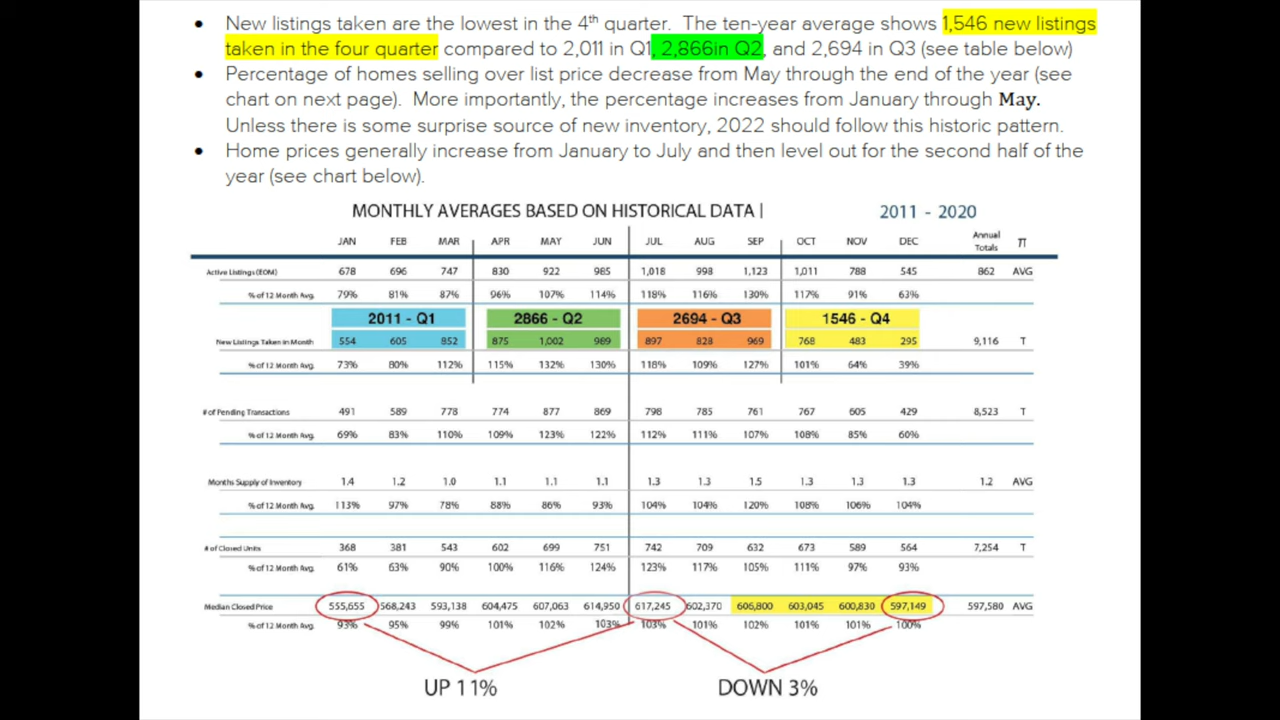 • New listings taken are the lowest in the 4th quarter. The ten-year average shows 1,546 new listings
taken in the four quarter compared to 2,011 in Q1, 2,866in Q2, and 2,694 in Q3 (see table below)
• Percentage of homes selling over list price decrease from May through the end of the year (see
chart on next page). More importantly, the percentage increases from January through May.
Unless there is some surprise source of new inventory, 2022 should follow this historic pattern.
• Home prices generally increase from January to July and then level out for the second half of the
year (see chart below).
MONTHLY AVERAGES BASED ON HISTORICAL DATA | 2011 - 2020
JAN FEB MAR APR MAY JUN JUL AUG SEP OCT NOV DEC Annual Totals TT
Active Listings (EOM) 678 696 747 830 922 985 1,018 998 1,123 1,011 788 545 862 AVG
% of 12 Month Avg. 79% 81% 87% 96% 107% 114% 118% 116% 130% 117% 91% 63%
2011 - Q1 2866 - Q2 2694 - Q3 1546 - Q4
New Listings Taken in Month 554 605 852 875 1,002 989 897 828 969 768 483 295 9,116 T
% of 12 Month Avg. 73% 80% 112% 115% 132% 130% 118% 109% 127% 101% 64% 39%
# of Pending Transactions 491 589 778 774 877 869 798 785 761 767 605 429 8,523 T
% of 12 Month Avg. 69% 83% 110% 109% 123% 122% 112% 111% 107% 108% 85% 60%
Months Supply of Inventory 1.4 1.2 1.0 1.1 1.1 1.1 1.3 1.3 1.5 1.3 1.3 1.3 1.2 AVG
% of 12 Month Avg. 113% 97% 78% 88% 86% 93% 104% 104% 120% 108% 106% 104%
# of Closed Units 368 381 543 602 699 751 742 709 632 673 589 564 7,254 T
% of 12 Month Avg. 61% 63% 90% 100% 116% 124% 123% 117% 105% 111% 97% 93%
Median Closed Price 555,655 568,243 593,138 604,475 607,063 614,950 617,245 602,370 606,800 603,045 600,830 597,149 597,580 AVG
% of 12 Month Avg. 93% 95% 99% 101% 102% 103% 103% 101% 102% 101% 101% 100%
UP 11% DOWN 3%